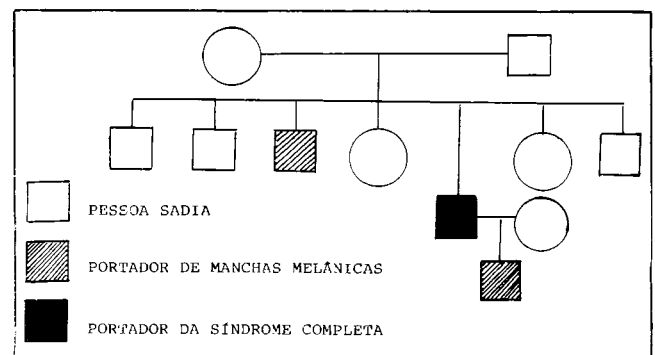 PESSOA SADIA
PORTADOR DE MANCHAS MELÂNICAS
PORTADOR DA SÍNDROME COMPLETA